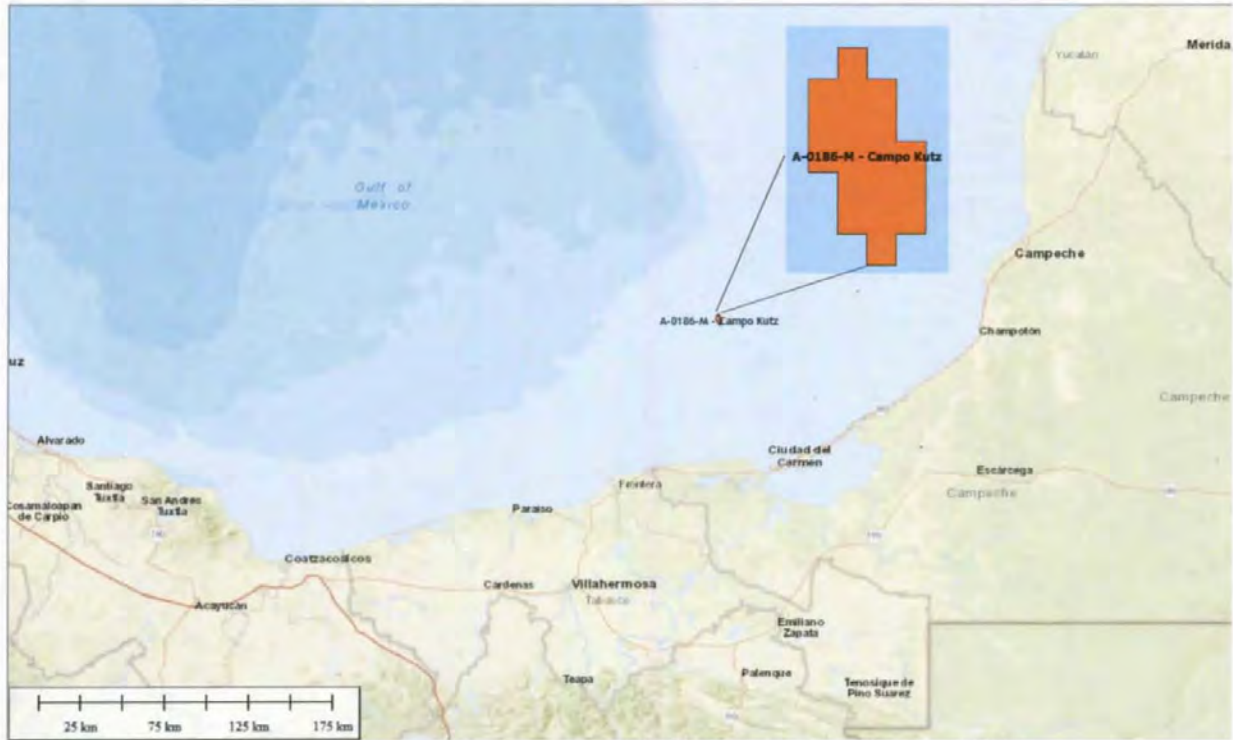 Merida
Yucatán
A-0186-M - Campo Kutz
Gulf of
Mexico
Campeche
A-0186-M - Campo Kutz
Champotón
uz
Campeche
Alvarado
Ciudad del
Carmen
Escárcega
Santiago
Tuxtla
San Andres
Tuxtla
Frontera
Campeche
Cosamaloapan
de Carpio
Paraiso
Coatzacoalcos
Cardenas
Villahermosa
Tabasco
Acayucan
Emiliano
Zapata
Teapa
Palenque
Tenosique de
Pino Suarez
25 km
75 km
125 km
175 km